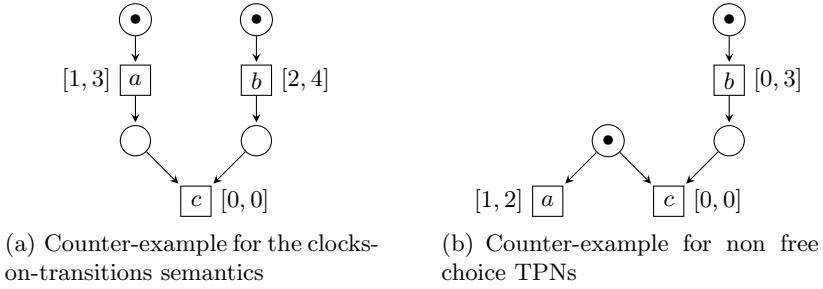 [1, 3] a b [2, 4]
b [0, 3]
c [0, 0]
[1, 2] a c [0, 0]
(a) Counter-example for the clocks-
on-transitions semantics
(b) Counter-example for non free
choice TPNs